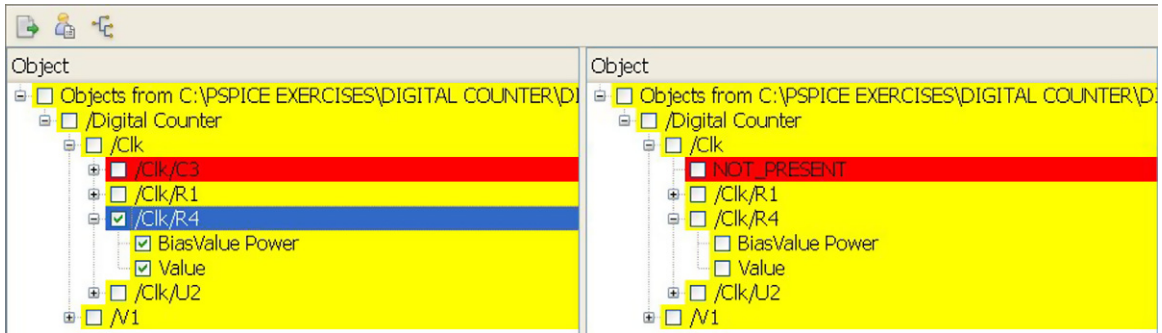 Object
Objects from C:\PSPICE EXERCISES\DIGITAL COUNTER\DI
/Digital Counter
/Clk
/Clk/C3
/Clk/R1
/Clk/R4
BiasValue Power
Value
/Clk/U2
/V1
Object
Objects from C:\PSPICE EXERCISES\DIGITAL COUNTER\D
/Digital Counter
/Clk
NOT_PRESENT
/Clk/R1
/Clk/R4
BiasValue Power
Value
/Clk/U2
/V1